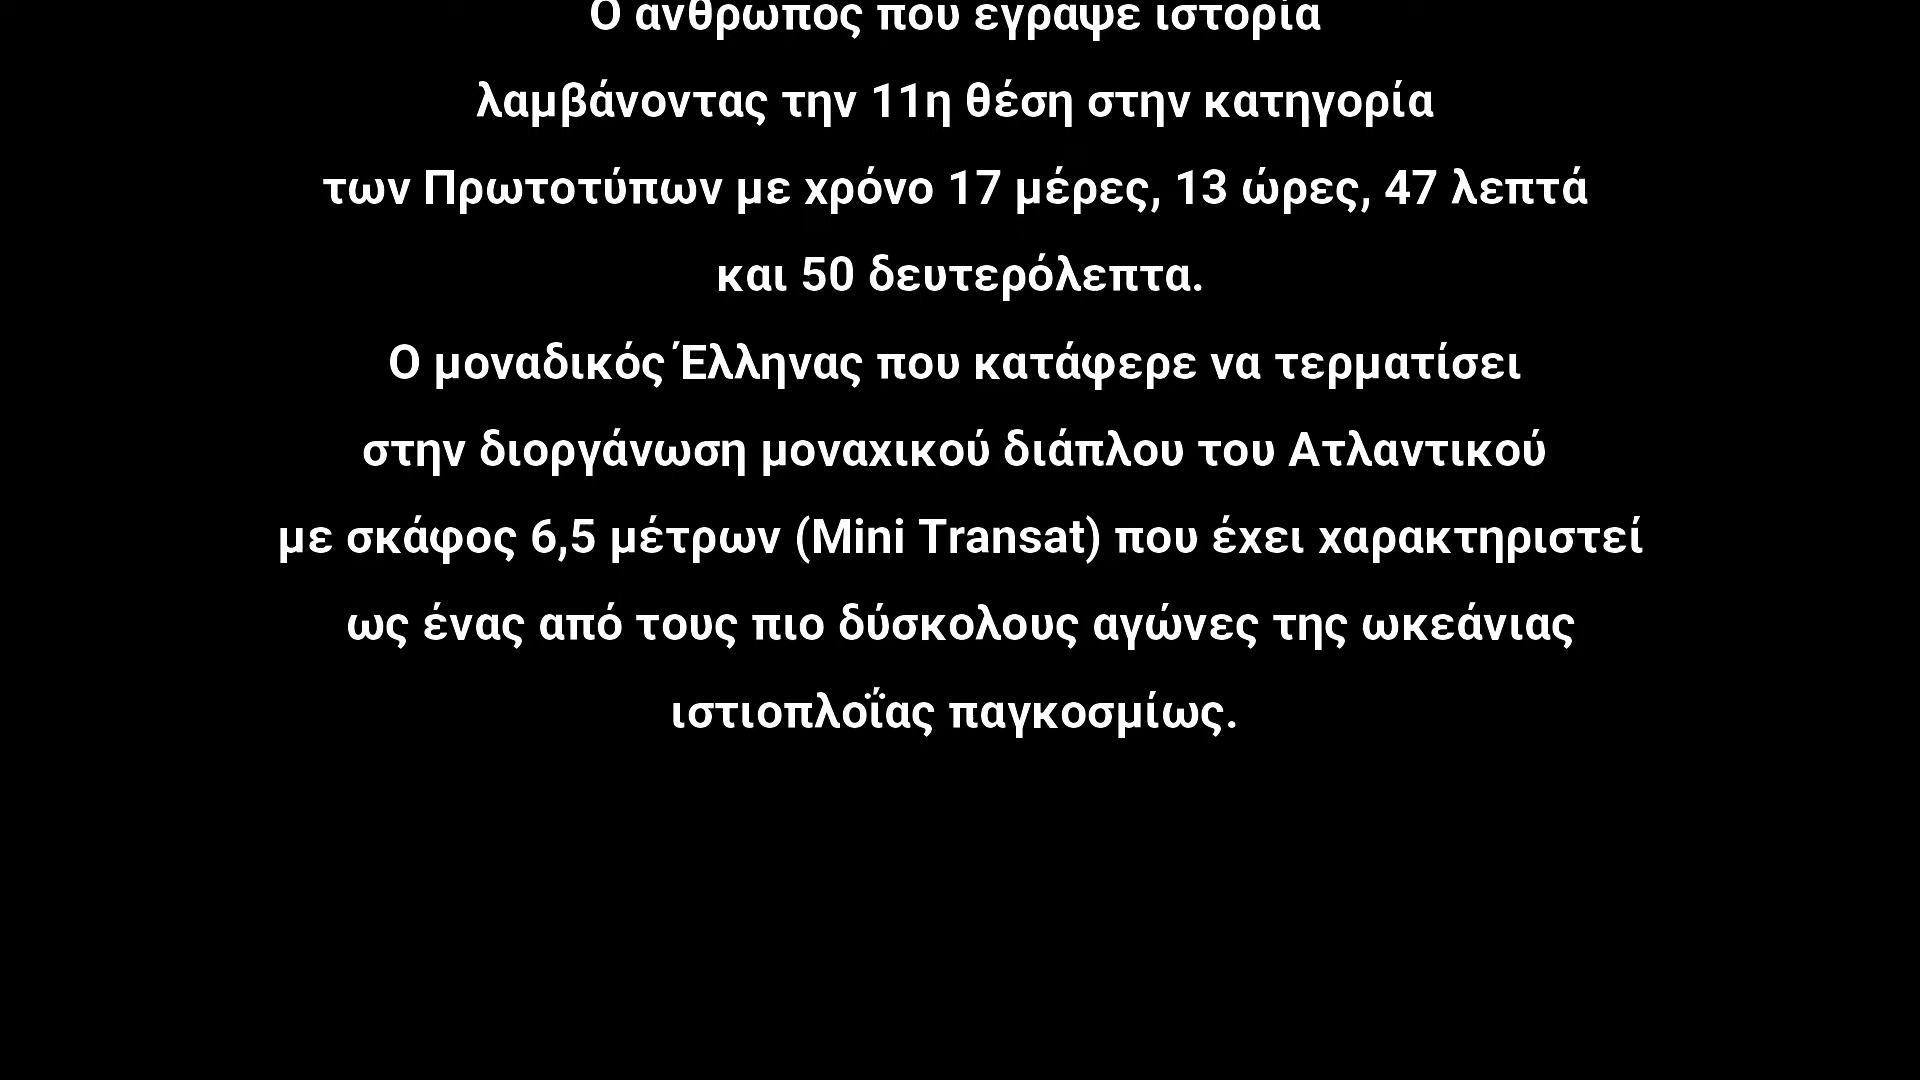 Ο άνθρωπος που έγραψε ιστορία
λαμβάνοντας την 11η θέση στην κατηγορία
των Πρωτοτύπων με χρόνο 17 μέρες, 13 ώρες, 47 λεπτά
και 50 δευτερόλεπτα.
Ο μοναδικός Έλληνας που κατάφερε να τερματίσει
στην διοργάνωση μοναχικού διάπλου του Ατλαντικού
με σκάφος 6,5 μέτρων (Mini Transat) που έχει χαρακτηριστεί
ως ένας από τους πιο δύσκολους αγώνες της ωκεάνιας
ιστιοπλοΐας παγκοσμίως.